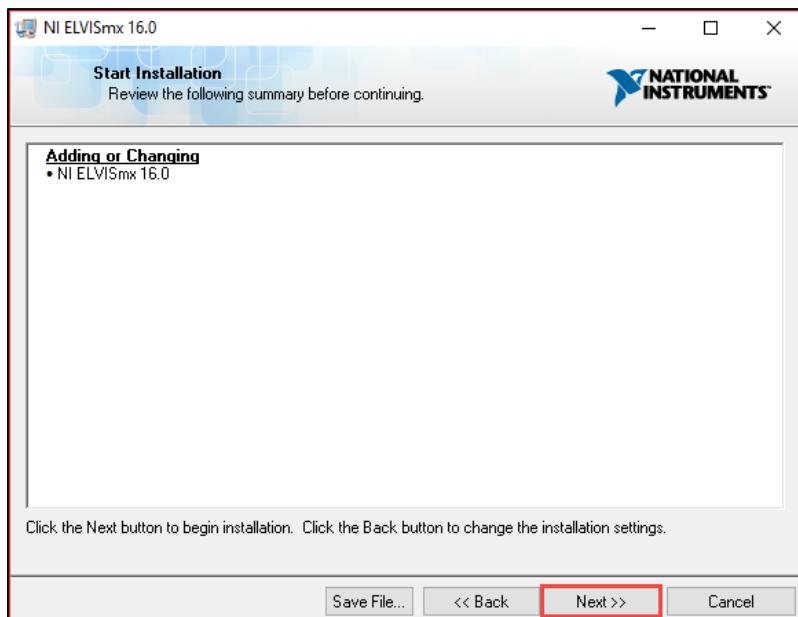 NI ELVISmx 16.0
Start Installation
Review the following summary before continuing.
NATIONAL
INSTRUMENTS
Adding or Changing
• NI ELVISmx 16.0
Click the Next button to begin installation. Click the Back button to change the installation settings.
Save File...
<< Back
Next >>
Cancel